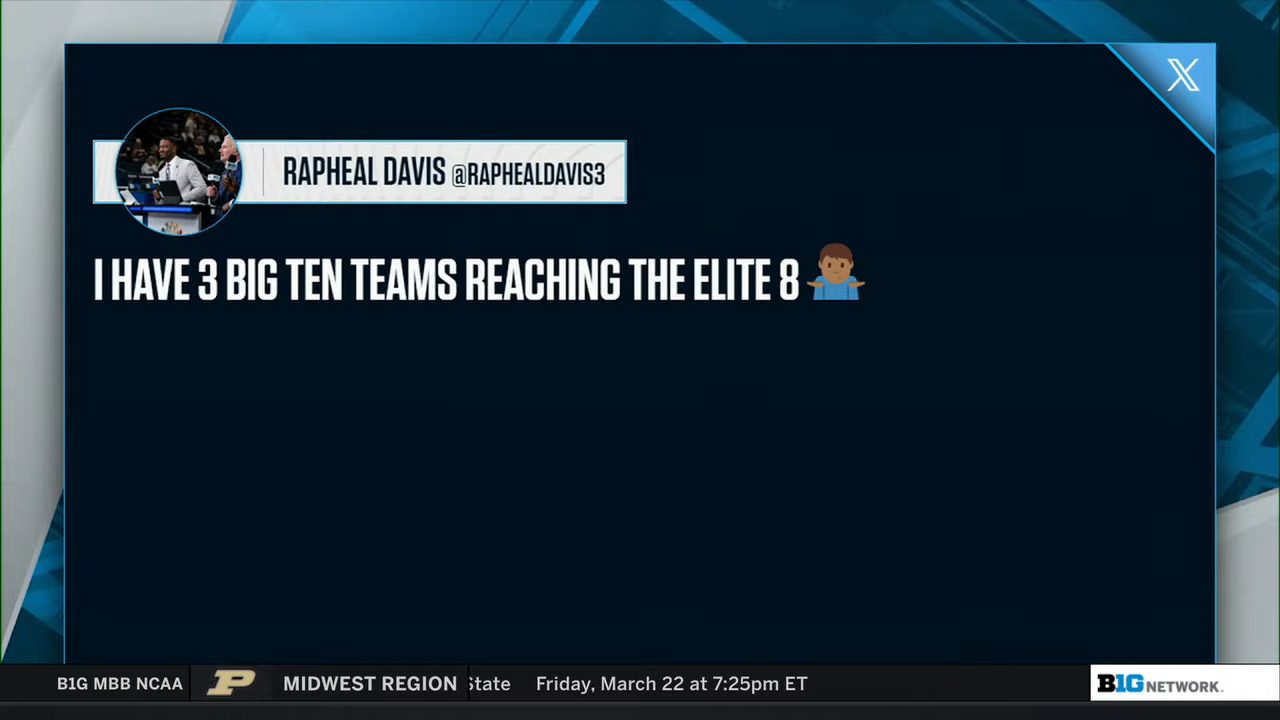 RAPHEAL DAVIS @RAPHEALDAVIS3
I HAVE 3 BIG TEN TEAMS REACHING THE ELITE 8
B1G MBB NCAA
P
MIDWEST REGION
State
Friday, March 22 at 7:25pm ET
B1G NETWORK